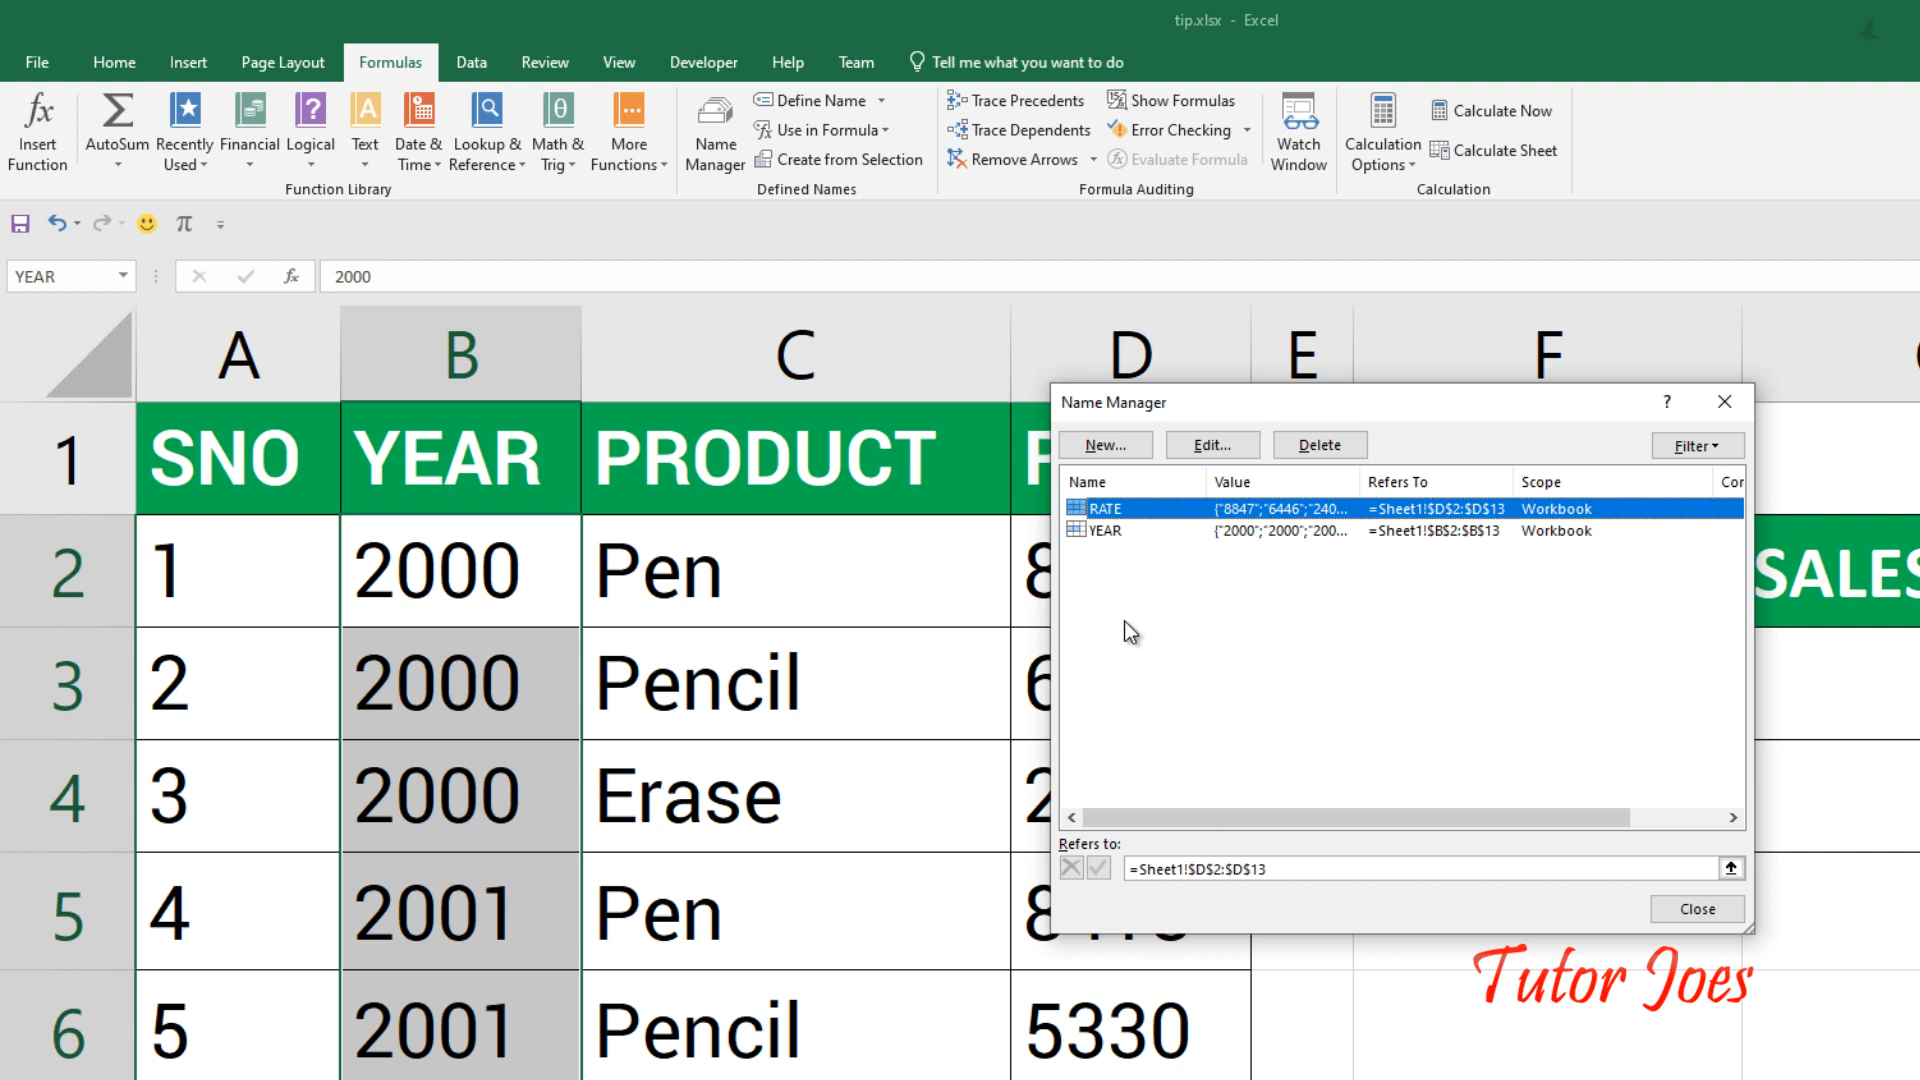 tip.xlsx - Excel
File Home Insert Page Layout Formulas Data Review View Developer Help Team Tell me what you want to do
Insert Function
AutoSum
Recently Used
Financial
Logical
Text
Date & Time
Lookup & Reference
Math & Trig
More Functions
Function Library
Name Manager
Define Name
Use in Formula
Create from Selection
Defined Names
Trace Precedents
Trace Dependents
Remove Arrows
Show Formulas
Error Checking
Evaluate Formula
Formula Auditing
Watch Window
Calculation Options
Calculate Now
Calculate Sheet
Calculation
YEAR fx 2000
A B C D E F
1 SNO YEAR PRODUCT
2 1 2000 Pen 8
3 2 2000 Pencil 6
4 3 2000 Erase 2
5 4 2001 Pen 8
6 5 2001 Pencil 5330
SALES
Name Manager ?
New... Edit... Delete Filter
Name Value Refers To Scope
RATE {"8847";"6446";"240... =Sheet1!$D$2:$D$13 Workbook
YEAR {"2000";"2000";"200... =Sheet1!$B$2:$B$13 Workbook
Refers to:
=Sheet1!$D$2:$D$13
Close
Tutor Joes